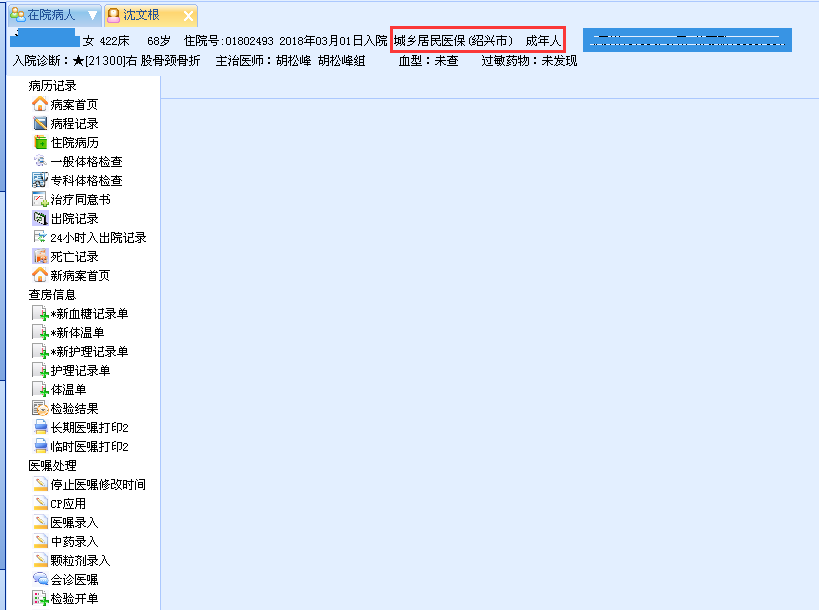 在院病人 沈文根
女 422床 68岁 住院号:01802493 2018年03月01日入院 城乡居民医保(绍兴市) 成年人
入院诊断：★[21300]右 股骨颈骨折 主治医师：胡松峰 胡松峰组 血型：未查 过敏药物：未发现
病历记录
病案首页
病程记录
住院病历
一般体格检查
专科体格检查
治疗同意书
出院记录
24小时入出院记录
死亡记录
新病案首页
查房信息
*新血糖记录单
*新体温单
*新护理记录单
护理记录单
体温单
检验结果
长期医嘱打印2
临时医嘱打印2
医嘱处理
停止医嘱修改时间
CP应用
医嘱录入
中药录入
颗粒剂录入
会诊医嘱
检验开单